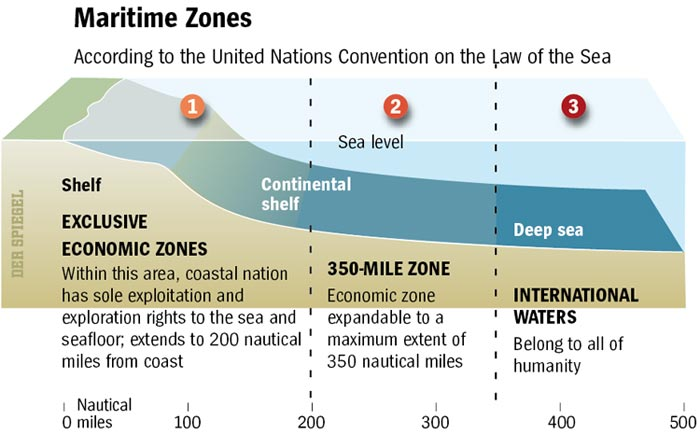 Maritime Zones
According to the United Nations Convention on the Law of the Sea
1
2
3
Sea level
Shelf
Continental
shelf
Deep sea
DER SPIEGEL
EXCLUSIVE
ECONOMIC ZONES
Within this area, coastal nation
has sole exploitation and
exploration rights to the sea and
seafloor; extends to 200 nautical
miles from coast
350-MILE ZONE
Economic zone
expandable to a
maximum extent of
350 nautical miles
INTERNATIONAL
WATERS
Belong to all of
humanity
Nautical
0 miles 100 200 300 400 500